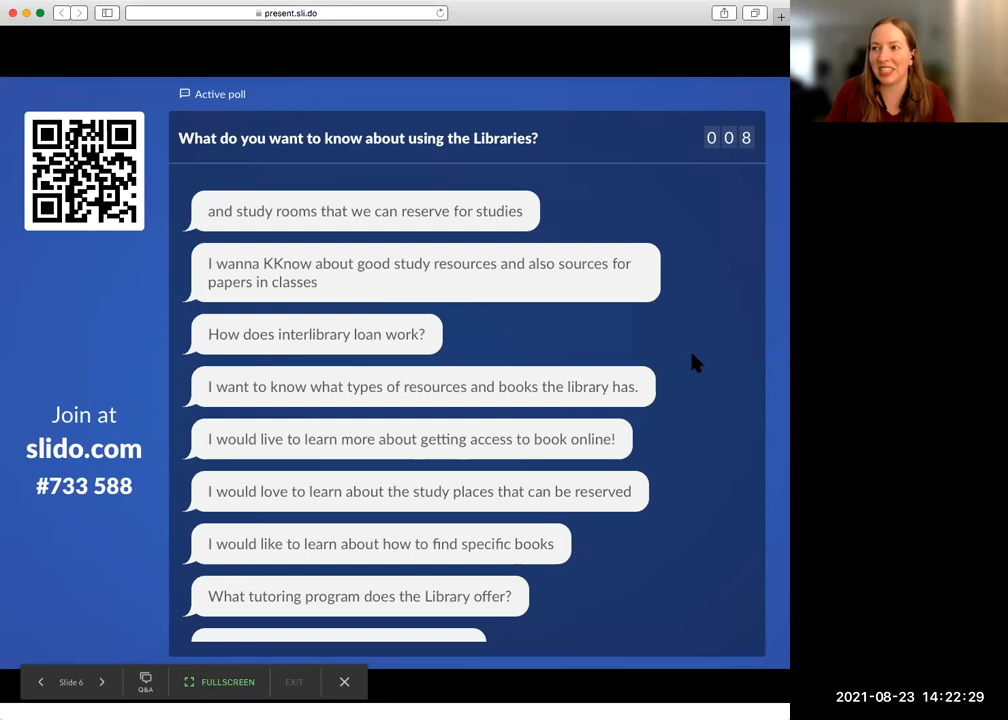 present.sli.do
Active poll
What do you want to know about using the Libraries?
008
and study rooms that we can reserve for studies
I wanna KKnow about good study resources and also sources for
papers in classes
How does interlibrary loan work?
I want to know what types of resources and books the library has.
I would live to learn more about getting access to book online!
I would love to learn about the study places that can be reserved
I would like to learn about how to find specific books
What tutoring program does the Library offer?
Join at
slido.com
#733 588
Slide 6
Q&A
FULLSCREEN
EXIT
2021-08-23 14:22:29